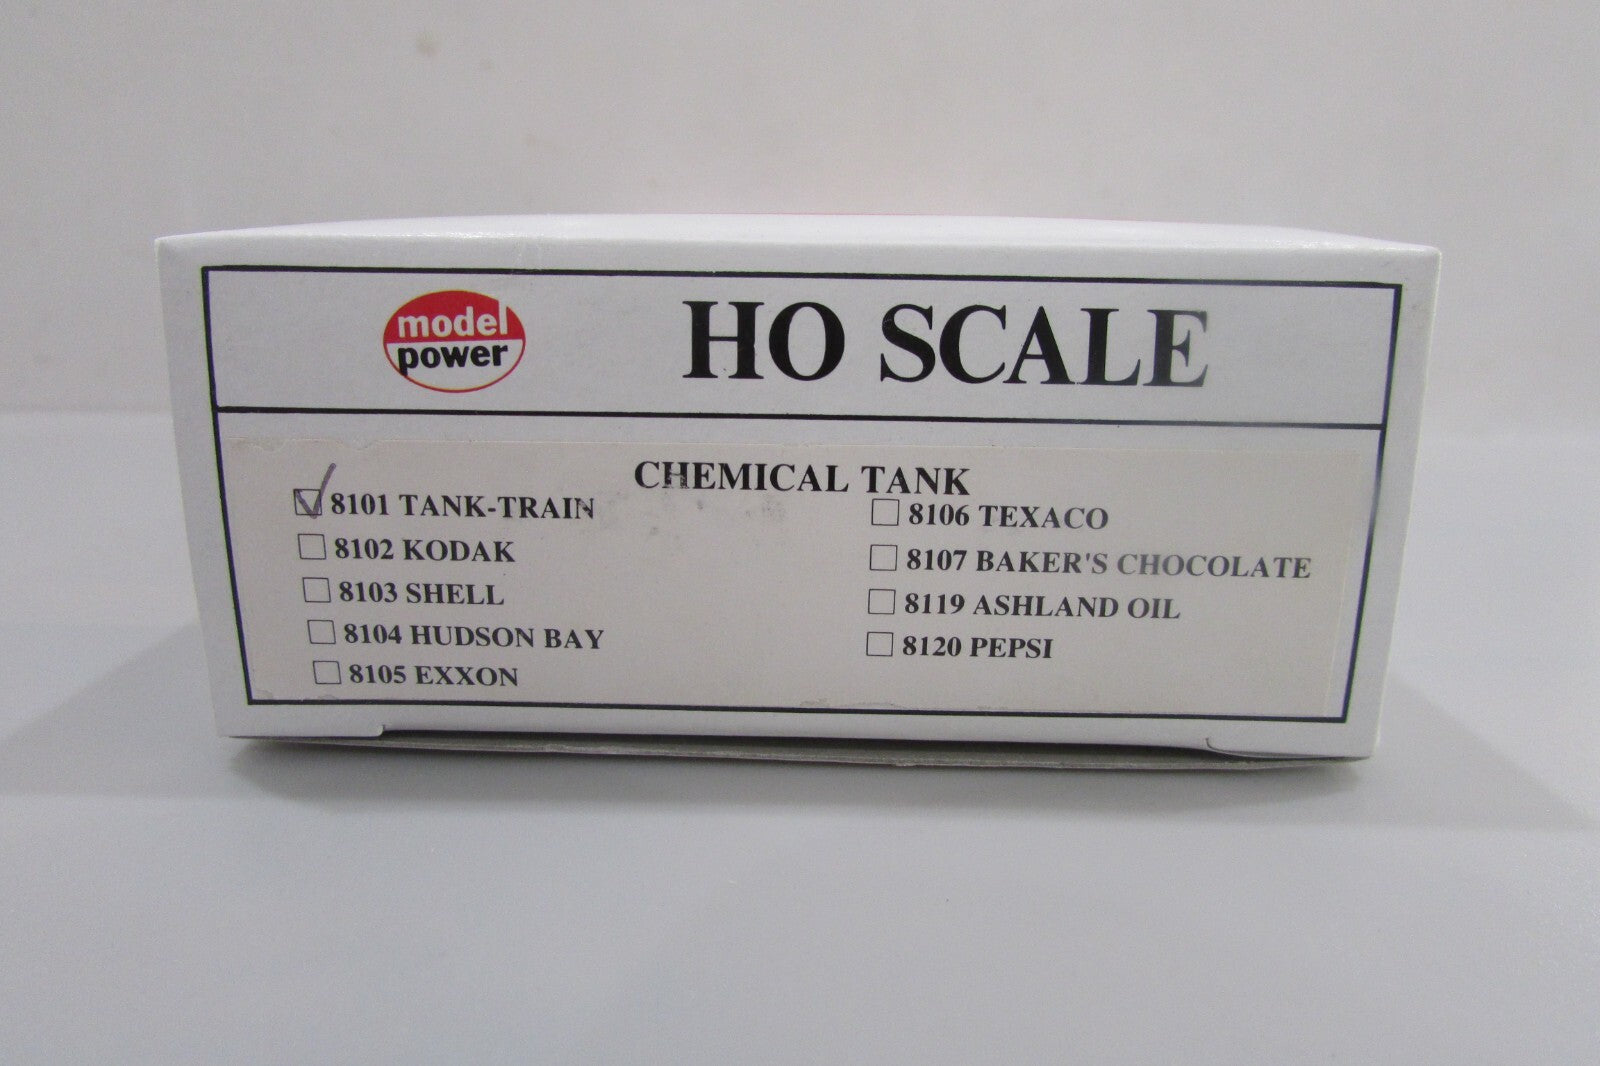 model
power
HO SCALE
CHEMICAL TANK
8101 TANK-TRAIN
8102 KODAK
8103 SHELL
8104 HUDSON BAY
8105 EXXON
8106 TEXACO
8107 BAKER'S CHOCOLATE
8119 ASHLAND OIL
8120 PEPSI